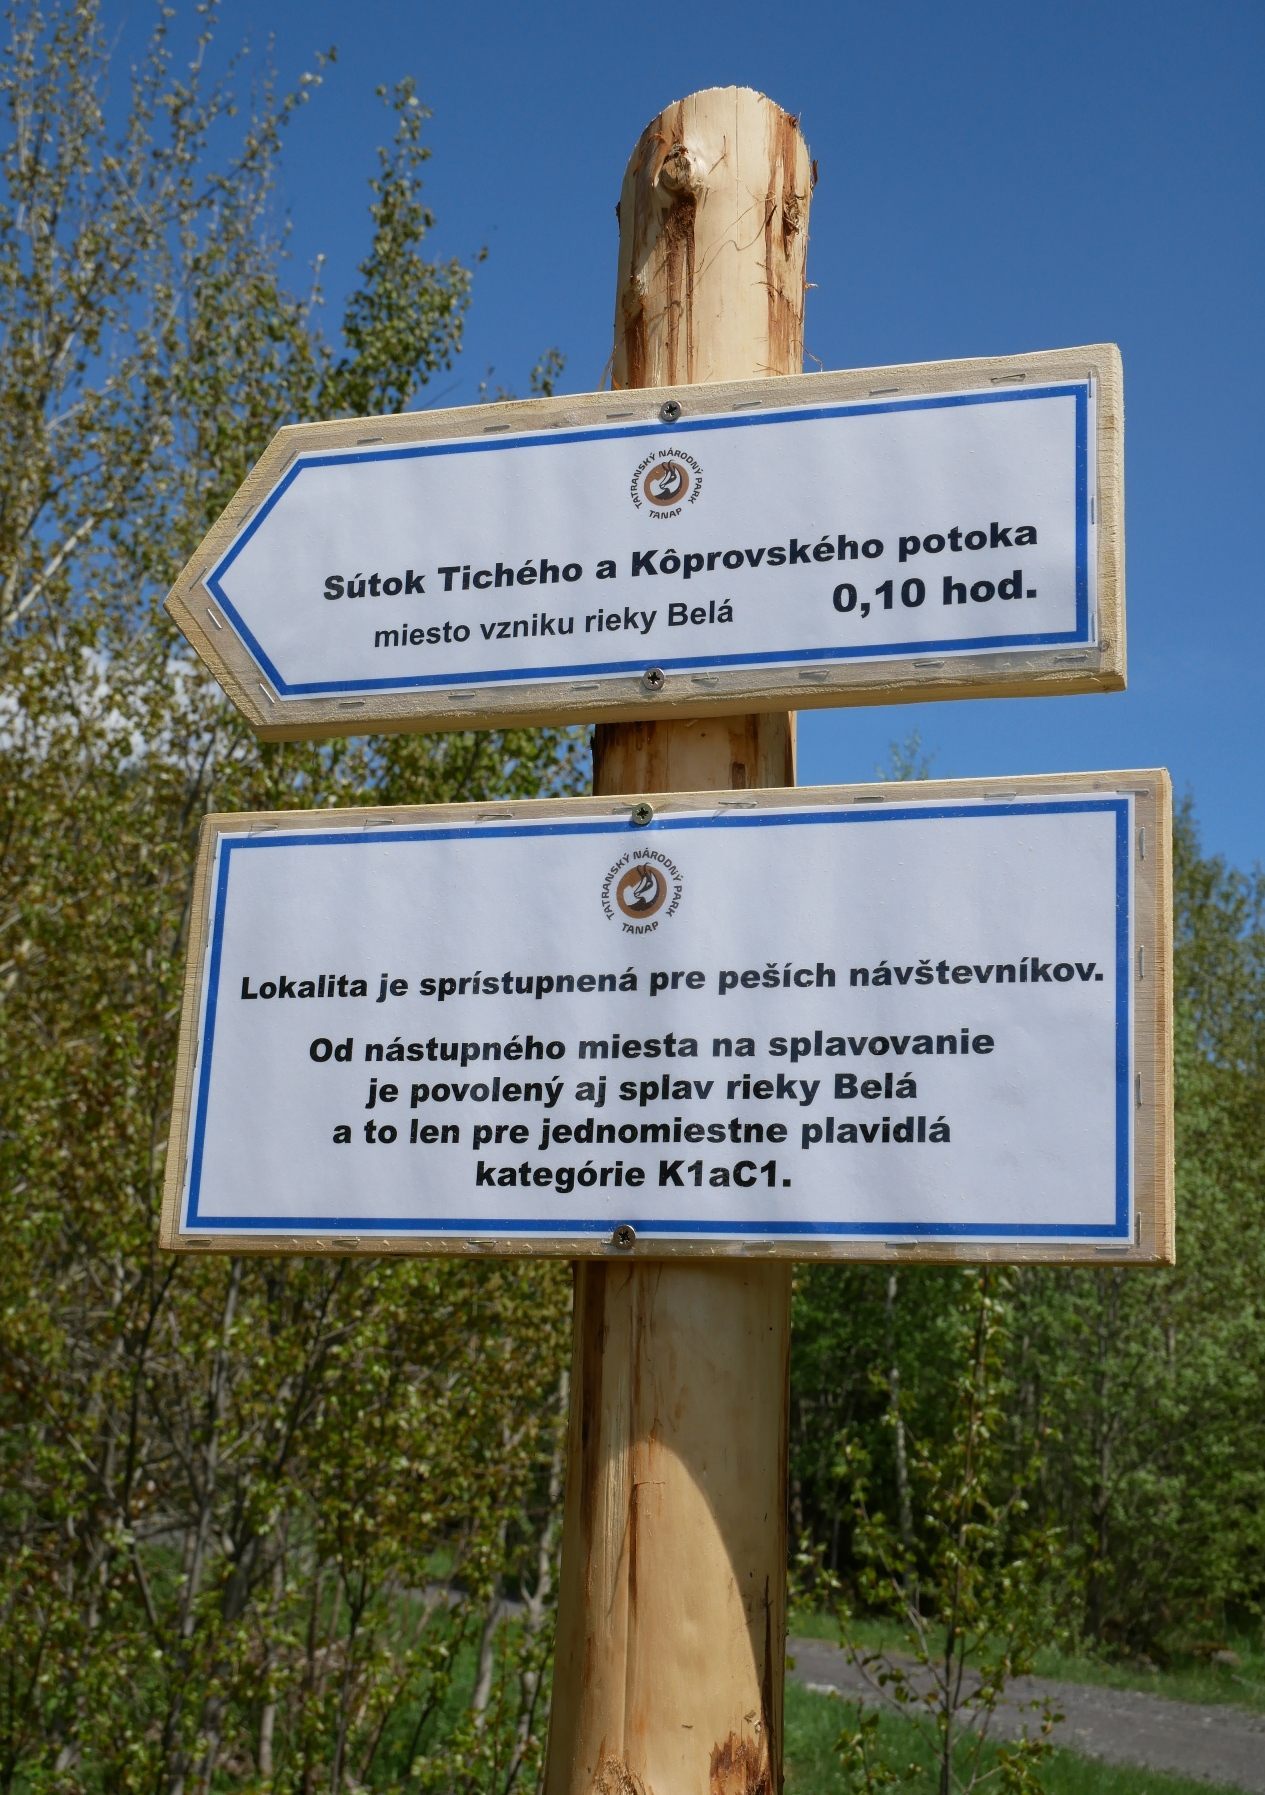 TATRANSKÝ NÁRODNÝ PARK
TANAP
Sútok Tichého a Kôprovského potoka
miesto vzniku rieky Belá 0,10 hod.
TATRANSKÝ NÁRODNÝ PARK
TANAP
Lokalita je sprístupnená pre peších návštevníkov.
Od nástupného miesta na splavovanie
je povolený aj splav rieky Belá
a to len pre jednomiestne plavidlá
kategórie K1aC1.